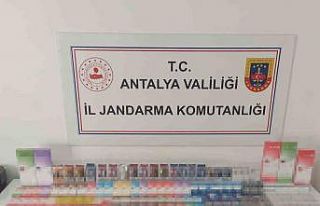 T.C.
ANTALYA VALİLİĞİ
İL JANDARMA KOMUTANLIĞI